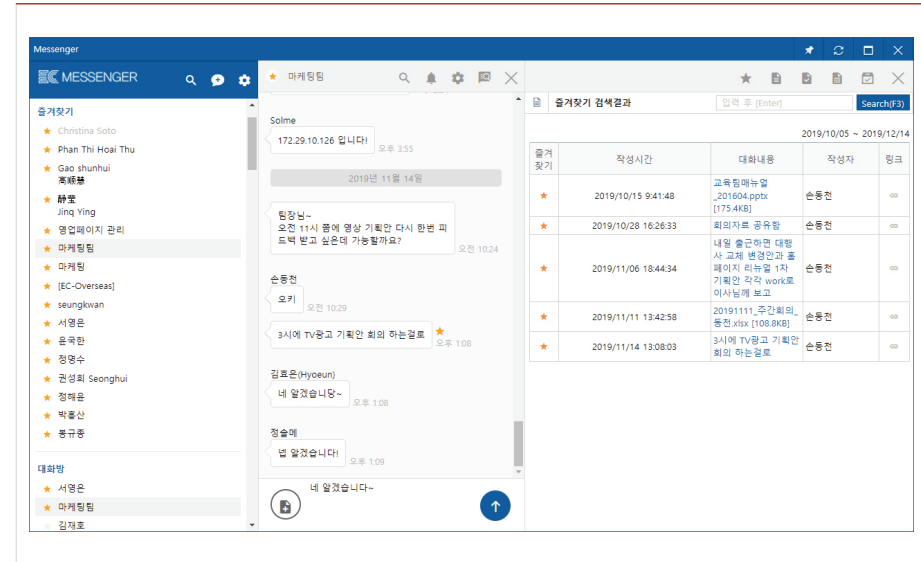 Messenger
EC MESSENGER
즐겨찾기
Christina Soto
Phan Thi Hoai Thu
Gao shunhui
高顺慧
静莹
Jing Ying
영업페이지 관리
마케팅팀
마케팅
[EC-Overseas]
seungkwan
서영은
윤국한
정명수
권성회 Seonghui
정해윤
박홍산
봉규종
대화방
서영은
마케팅팀
김재호
마케팅팀
Solme
172.29.10.126 입니다!
오후 3:55
2019년 11월 14일
팀장님~
오전 11시 쯤에 영상 기획안 다시 한번 피
드백 받고 싶은데 가능할까요?
오전 10:24
손동천
오키
오전 10:29
3시에 TV광고 기획안 회의 하는걸로
오후 1:08
김효은(Hyoeun)
네 알겠습니당~
오후 1:08
정솔메
넵 알겠습니다!
오후 1:09
네 알겠습니다~
즐겨찾기 검색결과
입력 후 [Enter]
Search(F3)
2019/10/05 ~ 2019/12/14
즐겨
찾기
작성시간
대화내용
작성자
링크
2019/10/15 9:41:48
교육팀매뉴얼
_201604.pptx
[175.4KB]
손동천
2019/10/28 16:26:33
회의자료 공유함
손동천
2019/11/06 18:44:34
내일 출근하면 대행
사 교체 변경안과 홈
페이지 리뉴얼 1차
기획안 각각 work로
이사님께 보고
손동천
2019/11/11 13:42:58
20191111_주간회의_
동천.xlsx [108.8KB]
손동천
2019/11/14 13:08:03
3시에 TV광고 기획안
회의 하는걸로
손동천